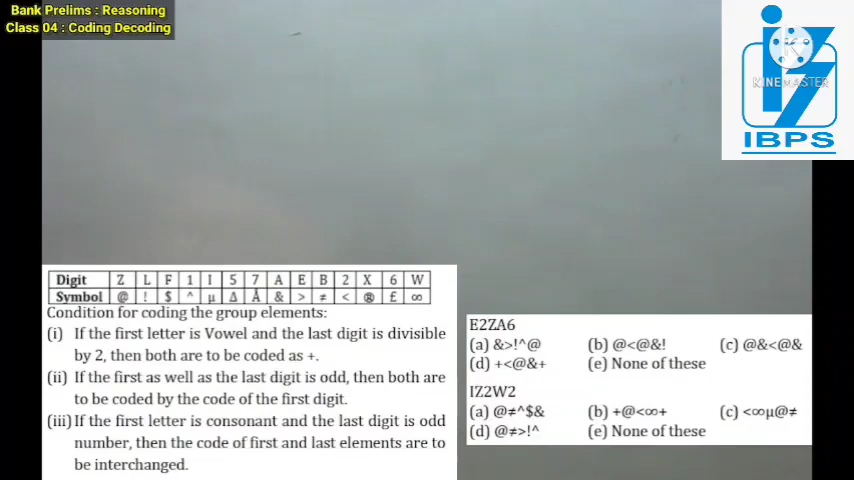 Bank Prelims : Reasoning
Class 04 : Coding Decoding
KINEMASTER
IBPS
Digit Z L F 1 I 5 7 A E B 2 X 6 W
Symbol @ ! $ ^ μ Δ Å & > ≠ < ® £ ∞
Condition for coding the group elements:
(i) If the first letter is Vowel and the last digit is divisible
by 2, then both are to be coded as +.
(ii) If the first as well as the last digit is odd, then both are
to be coded by the code of the first digit.
(iii) If the first letter is consonant and the last digit is odd
number, then the code of first and last elements are to
be interchanged.
E2ZA6
(a) &>!^@ (b) @<@&! (c) @&<@&
(d) +<@&+ (e) None of these
IZ2W2
(a) @≠^$& (b) +@<∞+ (c) <∞μ@≠
(d) @≠>!^ (e) None of these